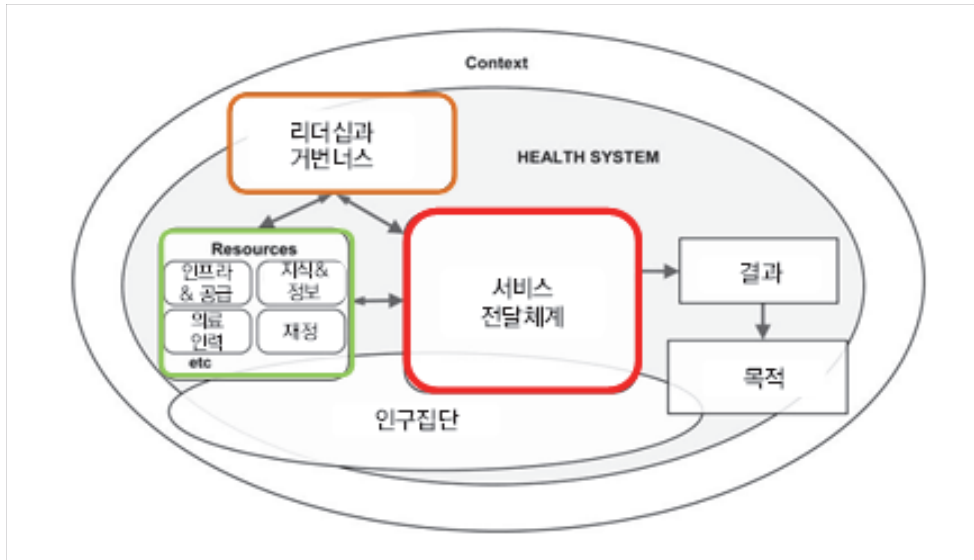 Context
리더십과
거번너스
HEALTH SYSTEM
Resources
인프라
& 공급
지식&
정보
의료
인력
재정
etc
서비스
전달체계
결과
목적
인구집단